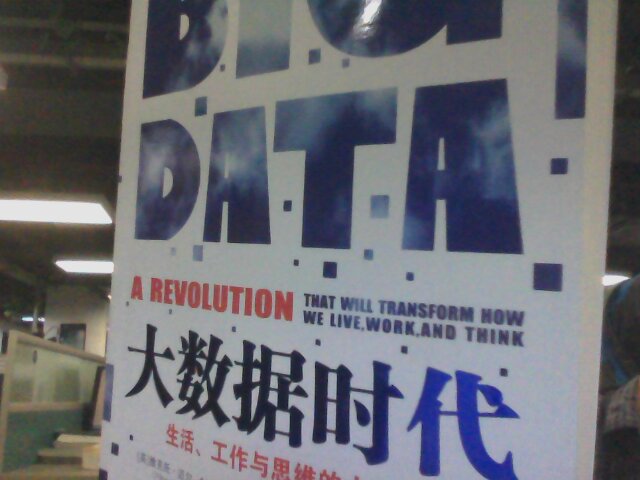 BIG
DATA
A REVOLUTION
THAT WILL TRANSFORM HOW
WE LIVE,WORK,AND THINK
大数据时代
生活、工作与思维的